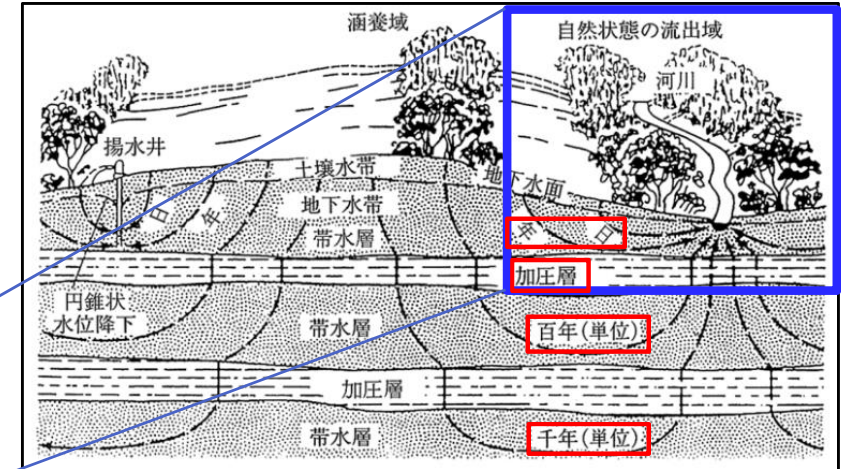 涵養域
自然状態の流出域
河川
揚水井
土壌水帯
地下水面
地下水帯
日
年
帯水層
年
日
加圧層
円錐状
水位降下
帯水層
百年(単位)
加圧層
帯水層
千年(単位)